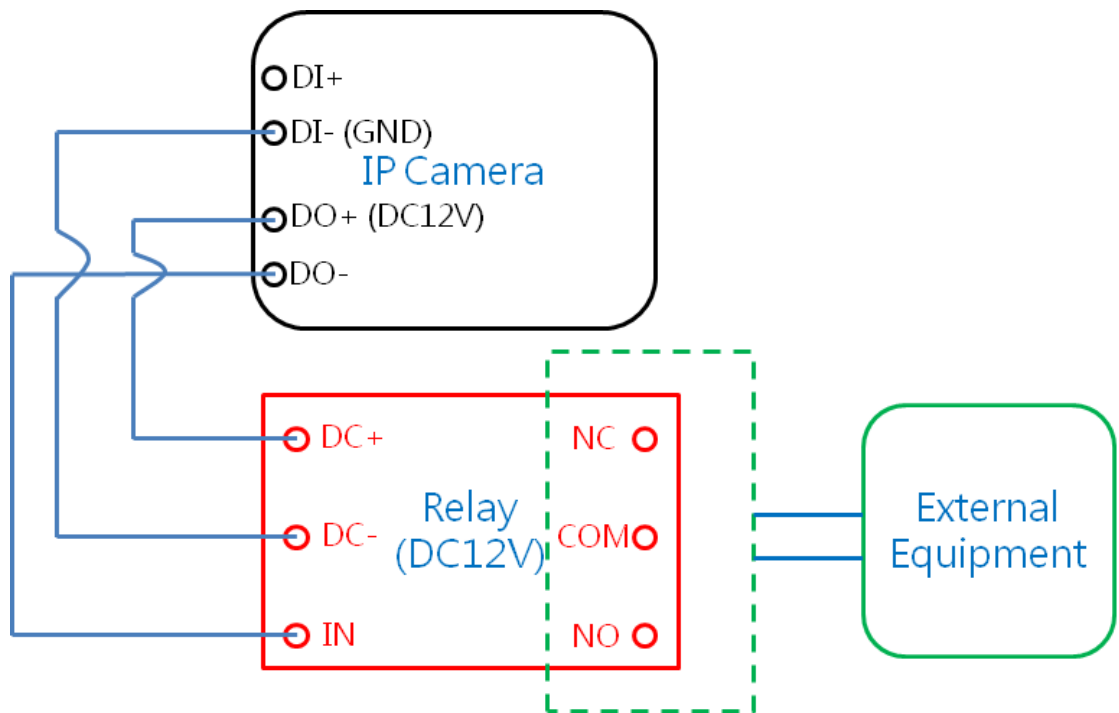 DI+
DI- (GND)
IP Camera
DO+ (DC12V)
DO-
DC+
NC
Relay
(DC12V)
DC-
COM
IN
NO
External
Equipment